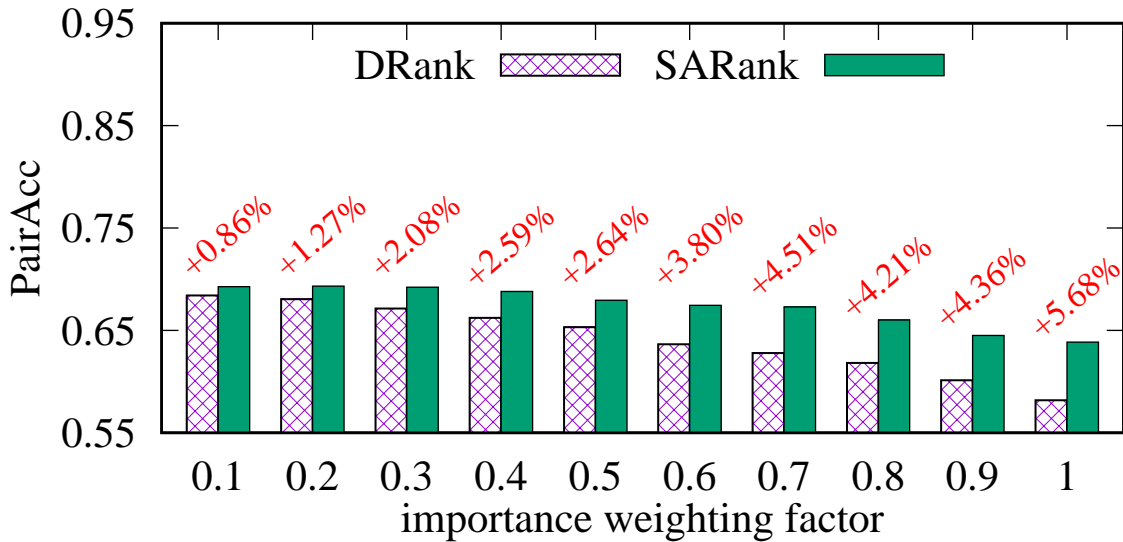 0.95
0.85
0.75
0.65
0.55
PairAcc
DRank SARank
+0.86% +1.27% +2.08% +2.59% +2.64% +3.80% +4.51% +4.21% +4.36% +5.68%
0.1 0.2 0.3 0.4 0.5 0.6 0.7 0.8 0.9 1
importance weighting factor